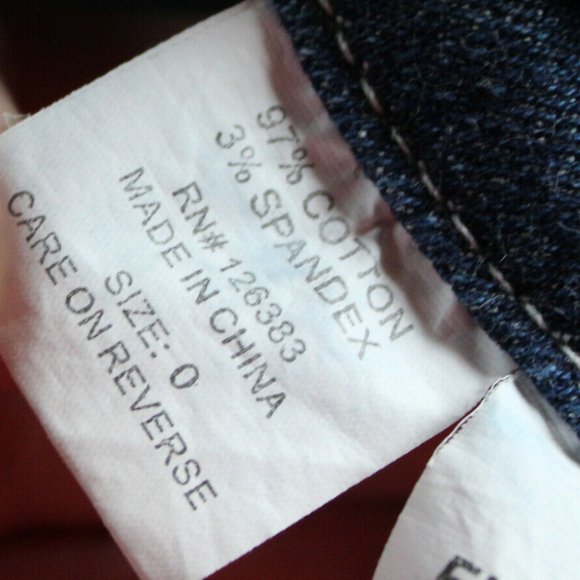 97% COTTON
3% SPANDEX
RN# 126383
MADE IN CHINA
SIZE: 0
CARE ON REVERSE